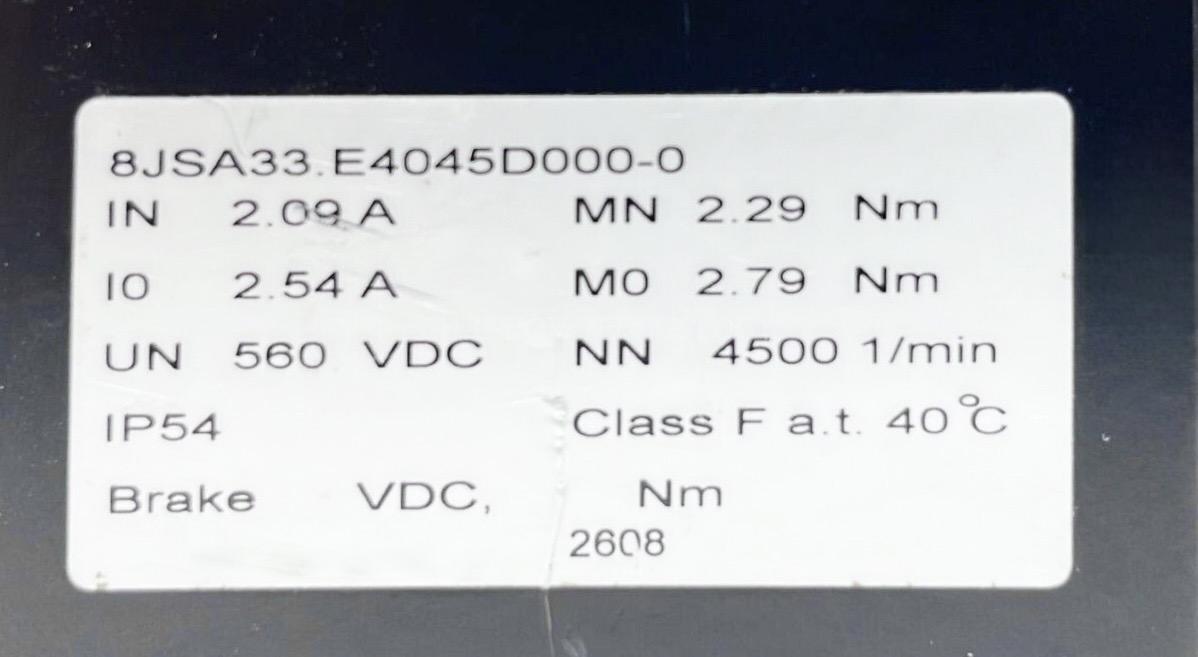 8JSA33.E4045D000-0
IN 2.09 A MN 2.29 Nm
I0 2.54 A M0 2.79 Nm
UN 560 VDC NN 4500 1/min
IP54 Class F a.t. 40°C
Brake VDC, Nm
2608